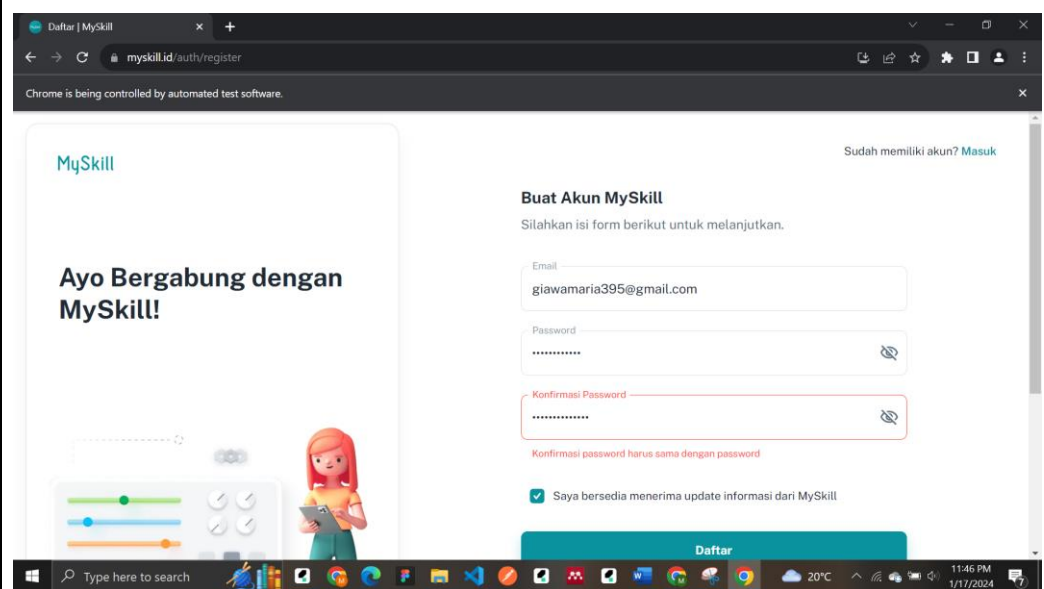 Daftar | MySkill
myskill.id/auth/register
Chrome is being controlled by automated test software.
MySkill
Sudah memiliki akun? Masuk
Ayo Bergabung dengan
MySkill!
Buat Akun MySkill
Silahkan isi form berikut untuk melanjutkan.
Email
giawamaria395@gmail.com
Password
••••••••••••
Konfirmasi Password
••••••••••••••
Konfirmasi password harus sama dengan password
Saya bersedia menerima update informasi dari MySkill
Daftar
Type here to search
20°C
11:46 PM
1/17/2024